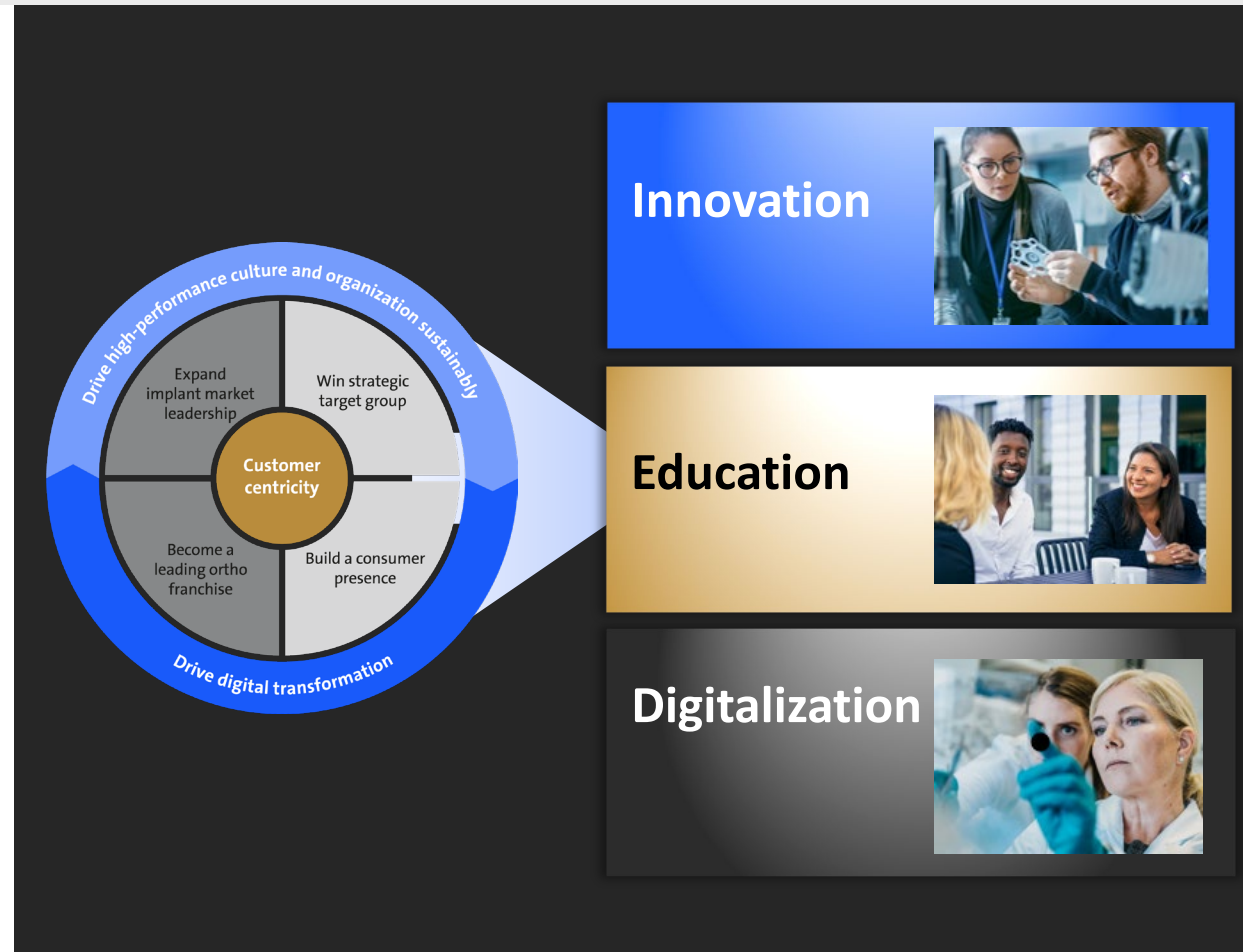 Drive high-performance culture and organization sustainably
Expand
implant market
leadership
Win strategic
target group
Customer
centricity
Become a
leading ortho
franchise
Build a consumer
presence
Drive digital transformation
Innovation
Education
Digitalization